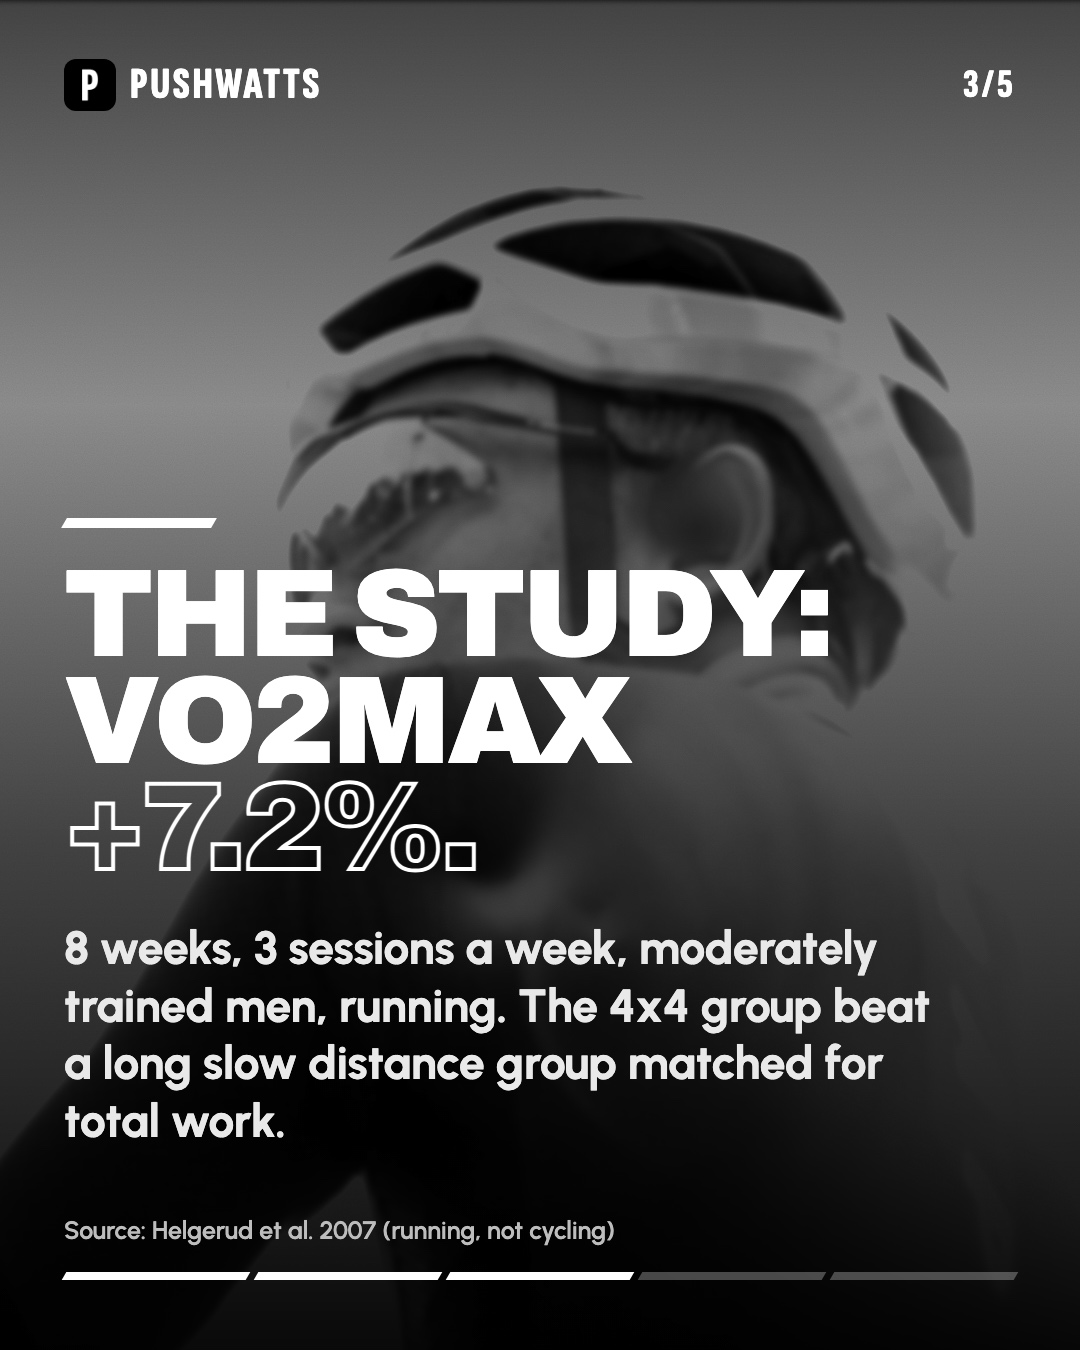 P PUSHWATTS
3/5
THE STUDY:
VO2MAX
+7.2%.
8 weeks, 3 sessions a week, moderately
trained men, running. The 4x4 group beat
a long slow distance group matched for
total work.
Source: Helgerud et al. 2007 (running, not cycling)